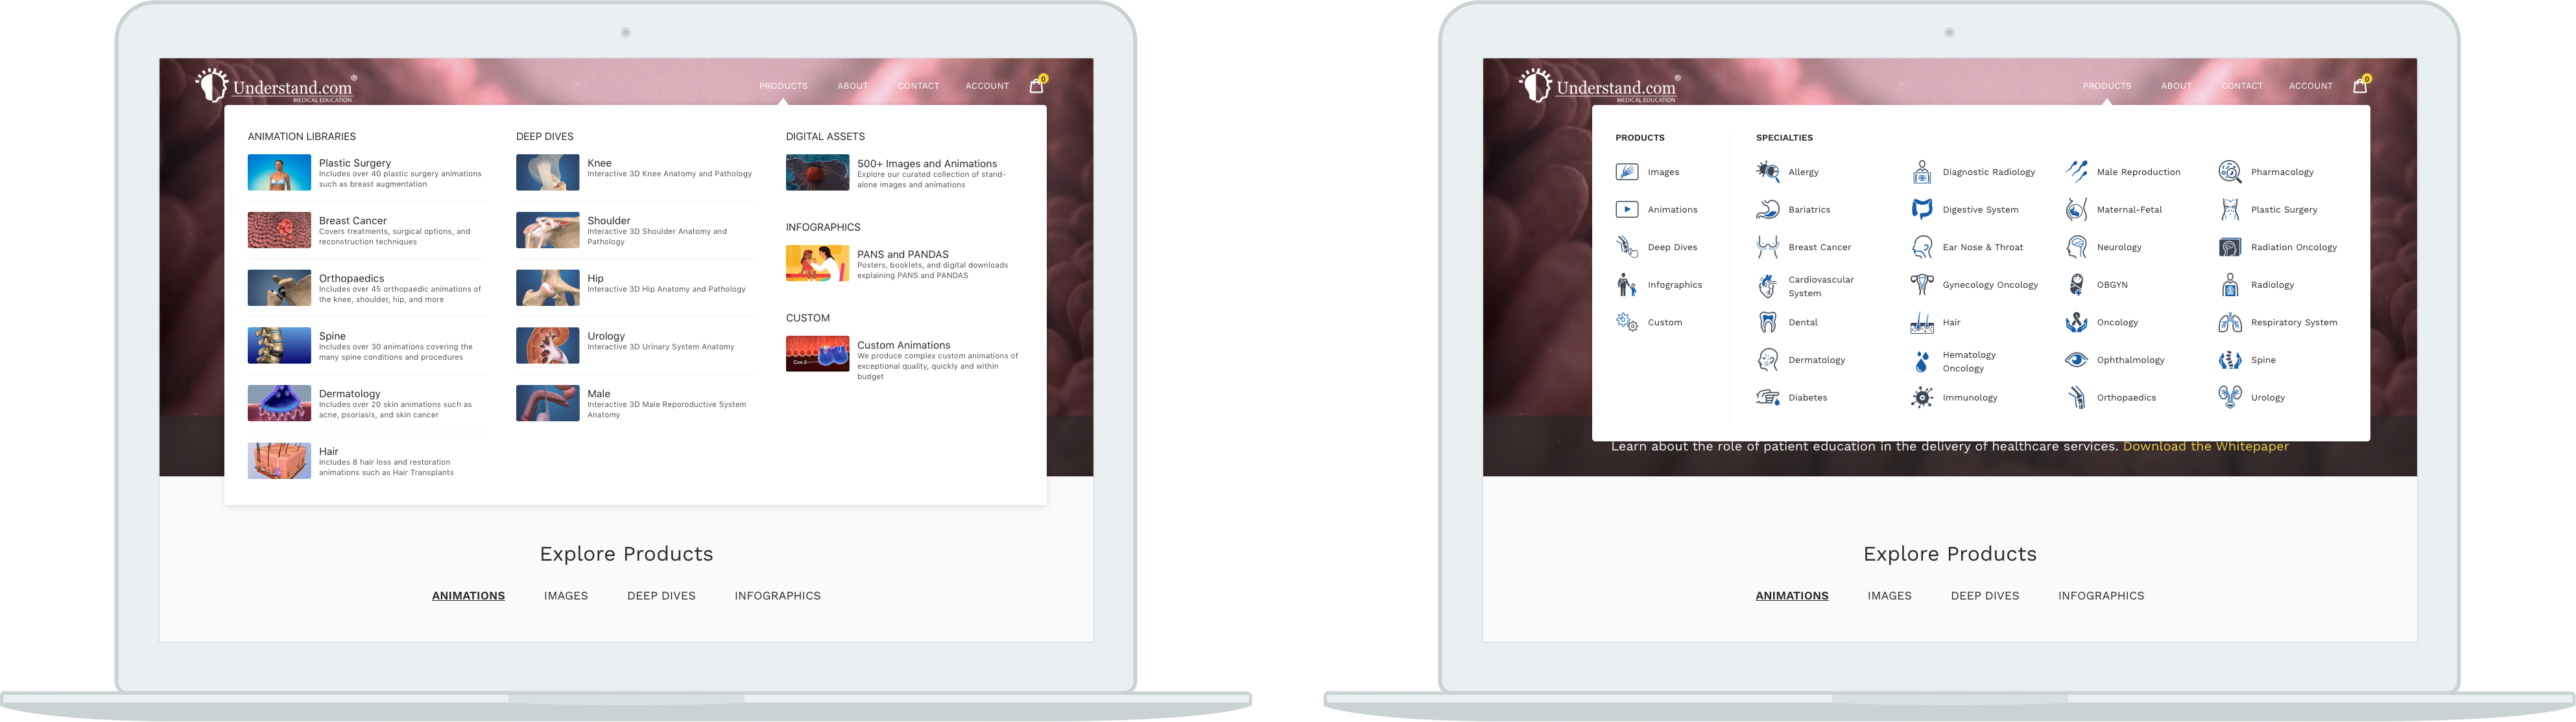 Understand.com®
MEDICAL EDUCATION
PRODUCTS
ABOUT
CONTACT
ACCOUNT
0
ANIMATION LIBRARIES
Plastic Surgery
Includes over 40 plastic surgery animations
such as breast augmentation
Breast Cancer
Covers treatments, surgical options, and
reconstruction techniques
Orthopaedics
Includes over 45 orthopaedic animations of
the knee, shoulder, hip, and more
Spine
Includes over 30 animations covering the
many spine conditions and procedures
Dermatology
Includes over 20 skin animations such as
acne, psoriasis, and skin cancer
Hair
Includes 8 hair loss and restoration
animations such as Hair Transplants
DEEP DIVES
Knee
Interactive 3D Knee Anatomy and Pathology
Shoulder
Interactive 3D Shoulder Anatomy and
Pathology
Hip
Interactive 3D Hip Anatomy and Pathology
Urology
Interactive 3D Urinary System Anatomy
Male
Interactive 3D Male Reporoductive System
Anatomy
DIGITAL ASSETS
500+ Images and Animations
Explore our curated collection of stand-
alone images and animations
INFOGRAPHICS
PANS and PANDAS
Posters, booklets, and digital downloads
explaining PANS and PANDAS
CUSTOM
Cox-2
Custom Animations
We produce complex custom animations of
exceptional quality, quickly and within
budget
Explore Products
ANIMATIONS
IMAGES
DEEP DIVES
INFOGRAPHICS
Understand.com®
MEDICAL EDUCATION
PRODUCTS
ABOUT
CONTACT
ACCOUNT
0
PRODUCTS
Images
Animations
Deep Dives
Infographics
Custom
SPECIALTIES
Allergy
Bariatrics
Breast Cancer
Cardiovascular
System
Dental
Dermatology
Diabetes
Diagnostic Radiology
Digestive System
Ear Nose & Throat
Gynecology Oncology
Hair
Hematology
Oncology
Immunology
Male Reproduction
Maternal-Fetal
Neurology
OBGYN
Oncology
Ophthalmology
Orthopaedics
Pharmacology
Plastic Surgery
Radiation Oncology
Radiology
Respiratory System
Spine
Urology
Learn about the role of patient education in the delivery of healthcare services. Download the Whitepaper
Explore Products
ANIMATIONS
IMAGES
DEEP DIVES
INFOGRAPHICS